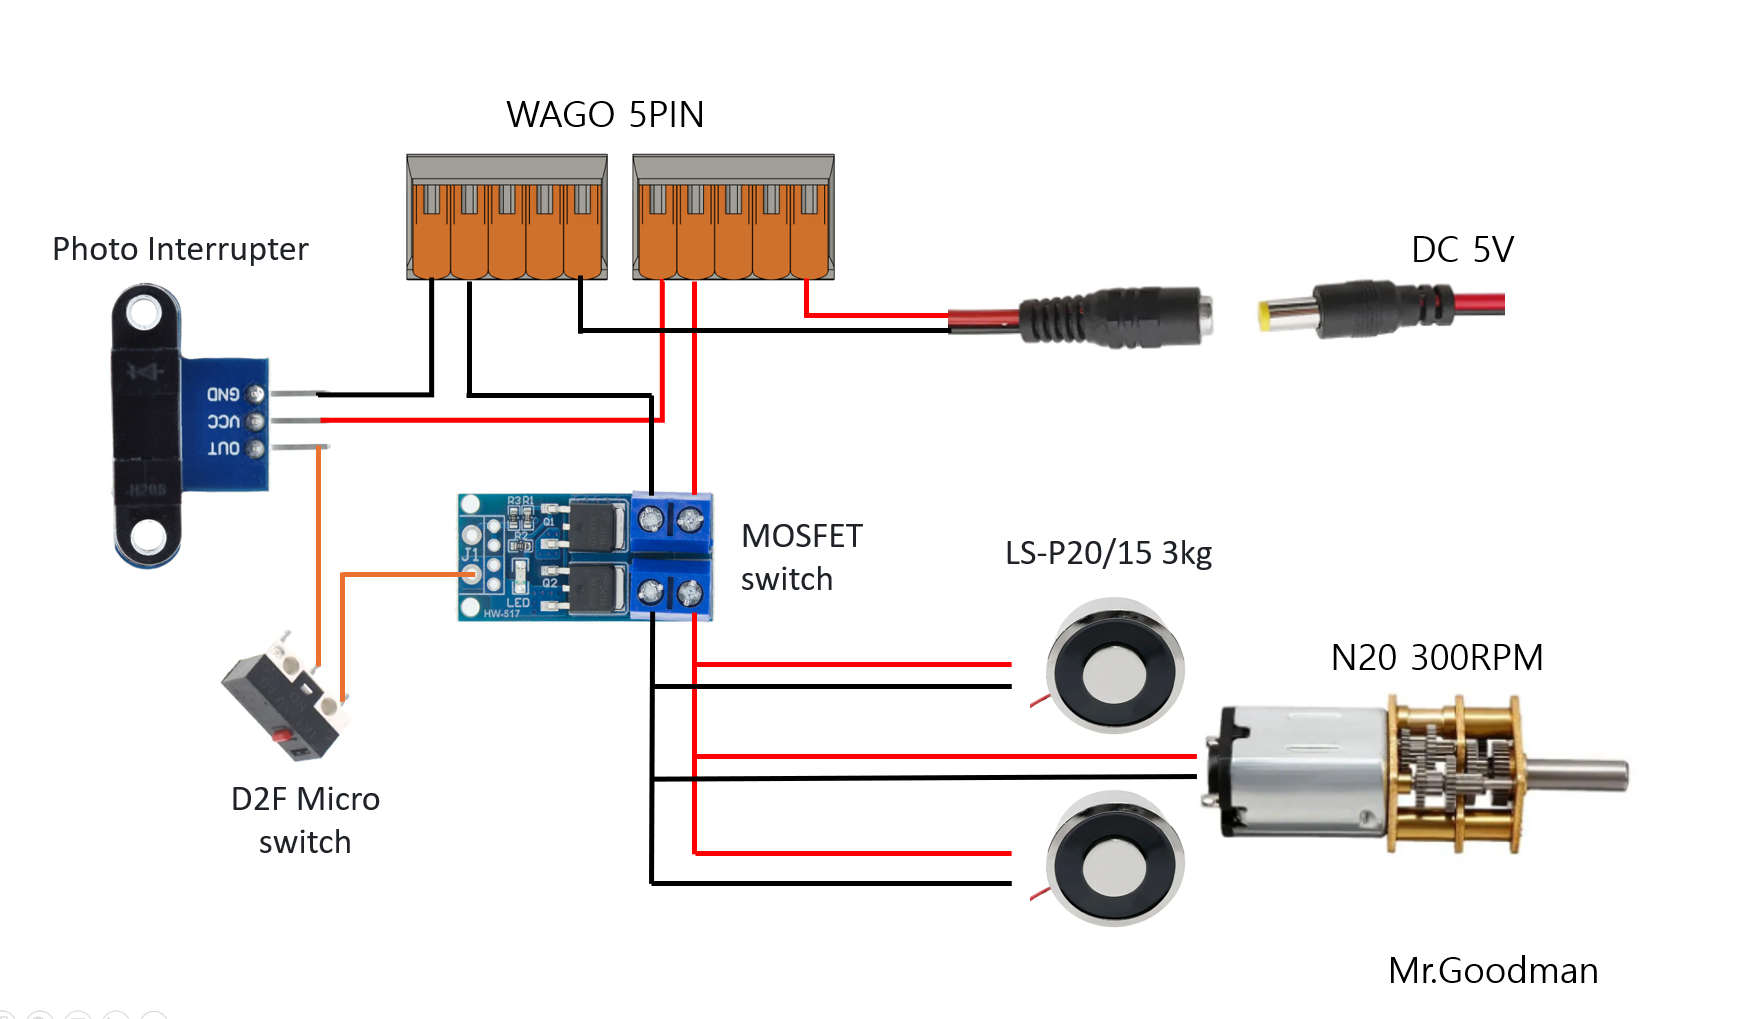 WAGO 5PIN
Photo Interrupter
DC 5V
GND
VCC
OUT
H206
R3 R1
Q1
R2
J1
Q2
LED
HW-517
MOSFET
switch
LS-P20/15 3kg
N20 300RPM
D2F Micro
switch
Mr.Goodman